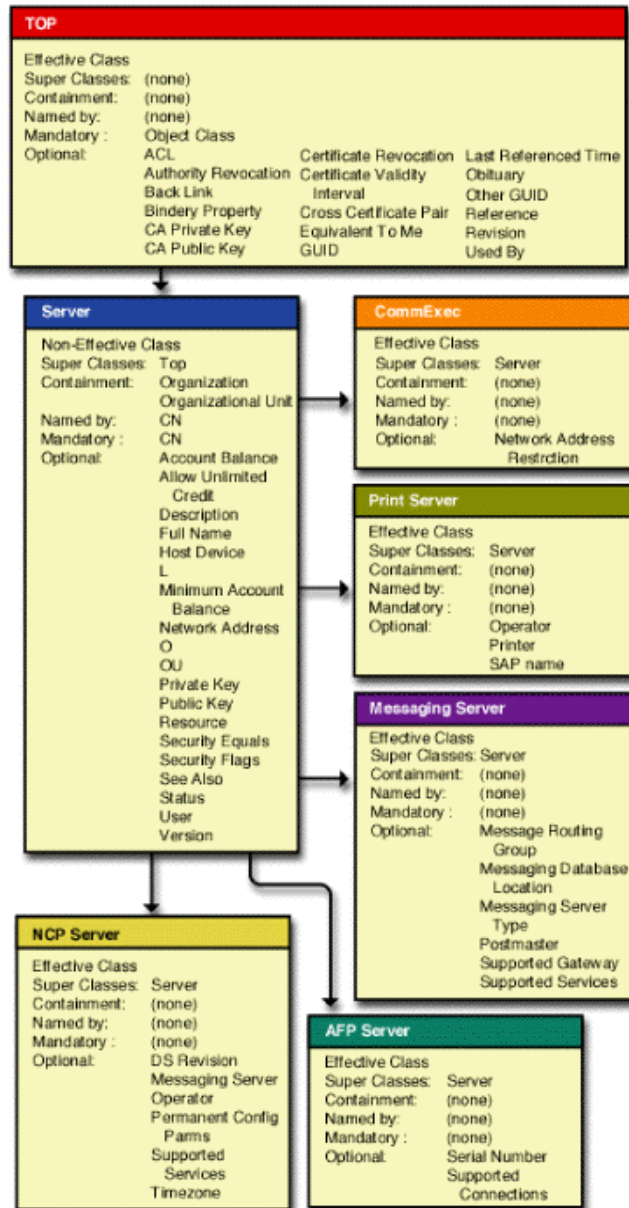 TOP
Effective Class
Super Classes: (none)
Containment: (none)
Named by: (none)
Mandatory : Object Class
Optional: ACL
Authority Revocation
Back Link
Bindery Property
CA Private Key
CA Public Key
Certificate Revocation
Certificate Validity
Interval
Cross Certificate Pair
Equivalent To Me
GUID
Last Referenced Time
Obituary
Other GUID
Reference
Revision
Used By
Server
Non-Effective Class
Super Classes: Top
Containment: Organization
Organizational Unit
Named by: CN
Mandatory : CN
Optional: Account Balance
Allow Unlimited
Credit
Description
Full Name
Host Device
L
Minimum Account
Balance
Network Address
O
OU
Private Key
Public Key
Resource
Security Equals
Security Flags
See Also
Status
User
Version
CommExec
Effective Class
Super Classes: Server
Containment: (none)
Named by: (none)
Mandatory : (none)
Optional: Network Address
Restrction
Print Server
Effective Class
Super Classes: Server
Containment: (none)
Named by: (none)
Mandatory : (none)
Optional: Operator
Printer
SAP name
Messaging Server
Effective Class
Super Classes: Server
Containment: (none)
Named by: (none)
Mandatory : (none)
Optional: Message Routing
Group
Messaging Database
Location
Messaging Server
Type
Postmaster
Supported Gateway
Supported Services
NCP Server
Effective Class
Super Classes: Server
Containment: (none)
Named by: (none)
Mandatory : (none)
Optional: DS Revision
Messaging Server
Operator
Permanent Config
Parms
Supported
Services
Timezone
AFP Server
Effective Class
Super Classes: Server
Containment: (none)
Named by: (none)
Mandatory : (none)
Optional: Serial Number
Supported
Connections